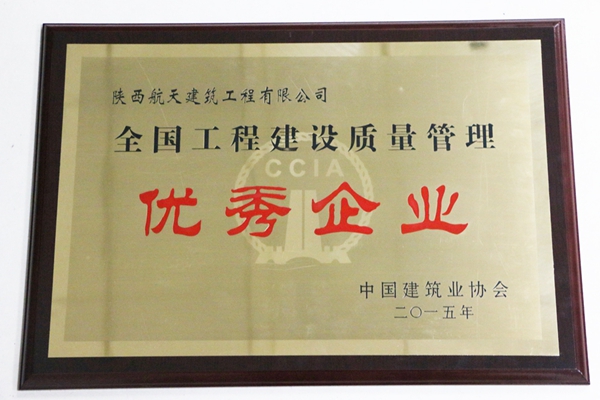 陕西航天建筑工程有限公司
全国工程建设质量管理
CCIA
优秀企业
中国建筑业协会
二〇一五年